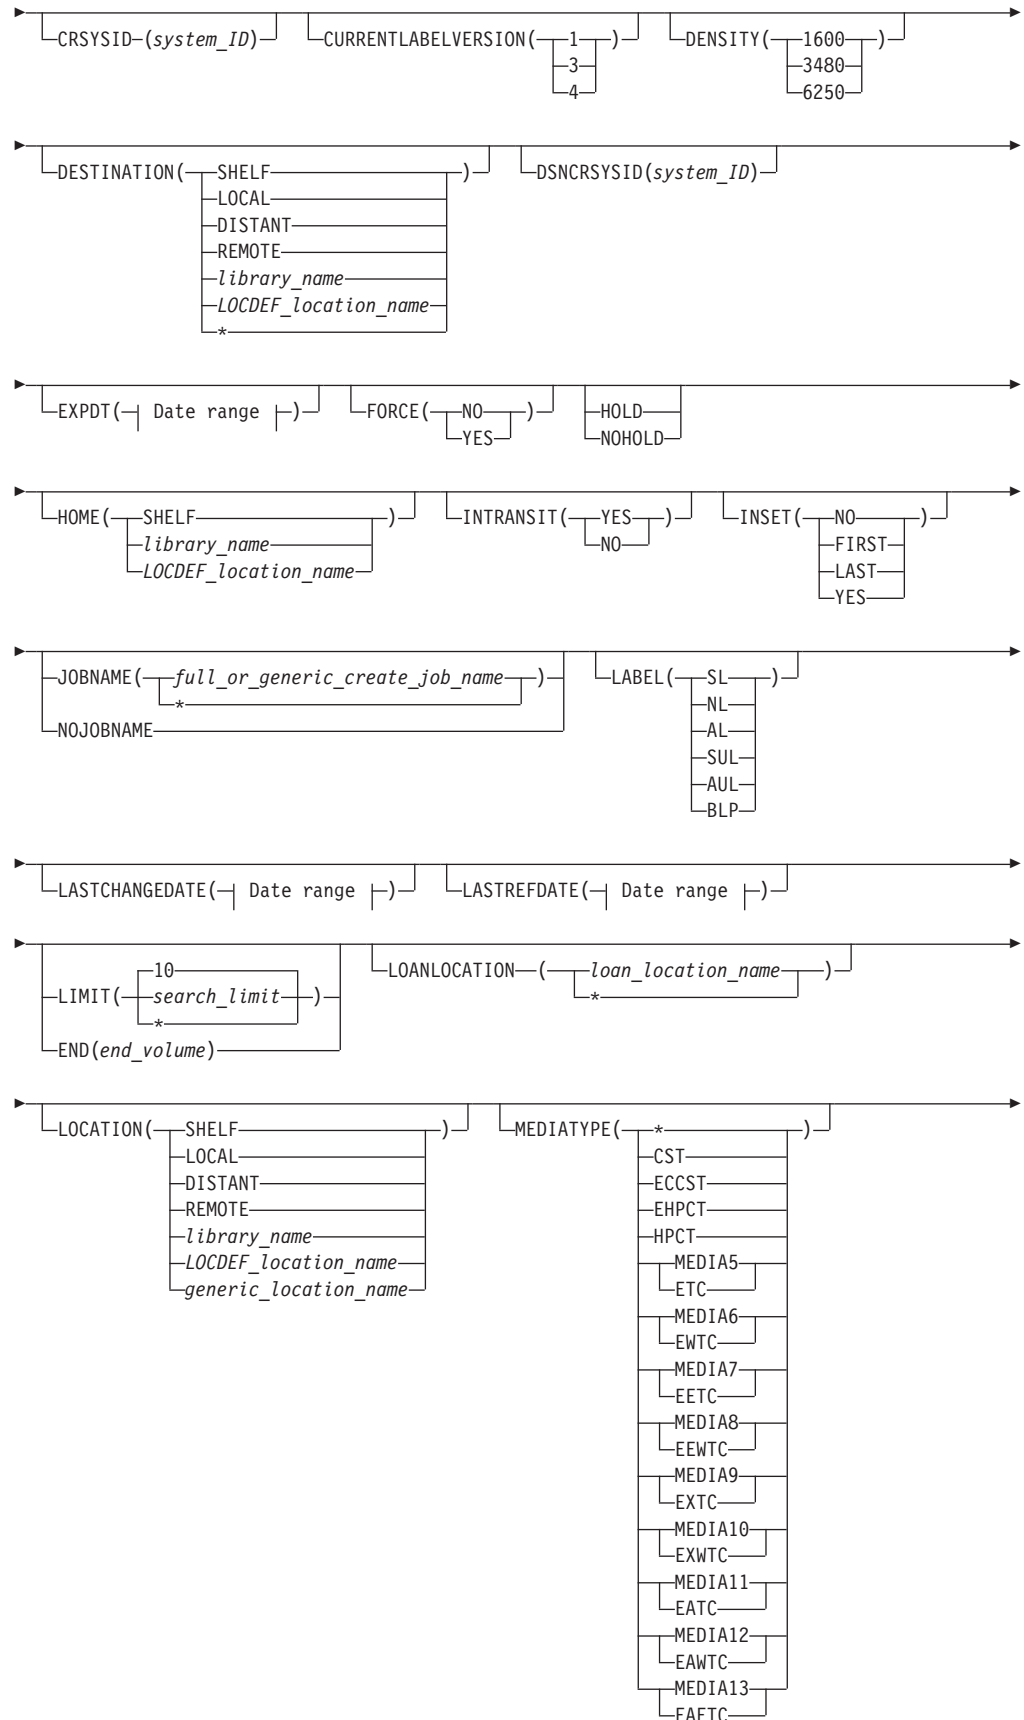 CRSYSID (system_ID) CURRENTLABELVERSION( 1 ) DENSITY( 1600 )
3 3480
4 6250
DESTINATION( SHELF ) DSNCRSYSID(system_ID)
LOCAL
DISTANT
REMOTE
library_name
LOCDEF_location_name
*
EXPDT( Date range ) FORCE( NO ) HOLD
YES NOHOLD
HOME( SHELF ) INTRANSIT( YES ) INSET( NO )
library_name NO FIRST
LOCDEF_location_name LAST
YES
JOBNAME( full_or_generic_create_job_name ) LABEL( SL )
* NL
NOJOBNAME AL
SUL
AUL
BLP
LASTCHANGEDATE( Date range ) LASTREFDATE( Date range )
10
LIMIT( search_limit ) LOANLOCATION ( loan_location_name )
* *
END(end_volume)
LOCATION( SHELF ) MEDIATYPE( * )
LOCAL CST
DISTANT ECCST
REMOTE EHPCT
library_name HPCT
LOCDEF_location_name MEDIA5
generic_location_name ETC
MEDIA6
EWTC
MEDIA7
EETC
MEDIA8
EEWTC
MEDIA9
EXTC
MEDIA10
EXWTC
MEDIA11
EATC
MEDIA12
EAWTC
MEDIA13
EAETC